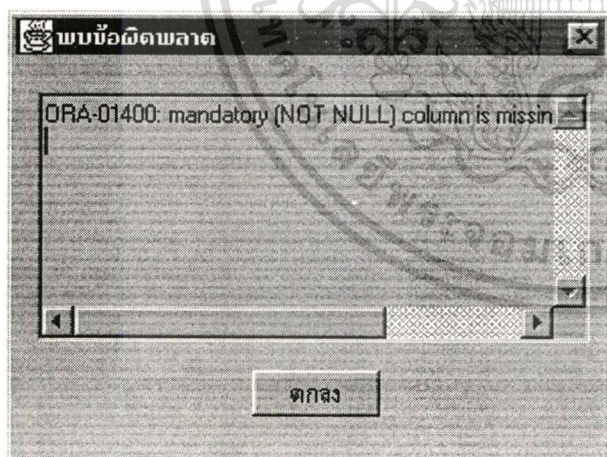 พบข้อผิดพลาด
ORA-01400: mandatory (NOT NULL) column is missin
ตกลง